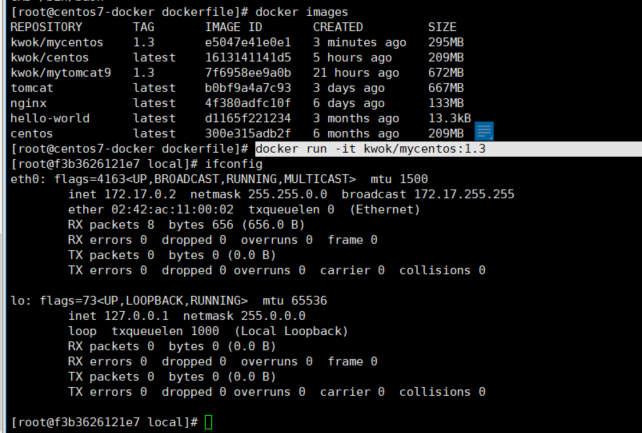 [root@centos7-docker dockerfile]# docker images
REPOSITORY TAG IMAGE ID CREATED SIZE
kwok/mycentos 1.3 e5047e41e0e1 3 minutes ago 295MB
kwok/centos latest 1613141141d5 5 hours ago 209MB
kwok/mytomcat9 1.3 7f6958ee9a0b 21 hours ago 672MB
tomcat latest b0bf9a4a7c93 3 days ago 667MB
nginx latest 4f380adfc10f 6 days ago 133MB
hello-world latest d1165f221234 3 months ago 13.3kB
centos latest 300e315adb2f 6 months ago 209MB
[root@centos7-docker dockerfile]# docker run -it kwok/mycentos:1.3
[root@f3b3626121e7 local]# ifconfig
eth0: flags=4163<UP,BROADCAST,RUNNING,MULTICAST> mtu 1500
inet 172.17.0.2 netmask 255.255.0.0 broadcast 172.17.255.255
ether 02:42:ac:11:00:02 txqueuelen 0 (Ethernet)
RX packets 8 bytes 656 (656.0 B)
RX errors 0 dropped 0 overruns 0 frame 0
TX packets 0 bytes 0 (0.0 B)
TX errors 0 dropped 0 overruns 0 carrier 0 collisions 0
lo: flags=73<UP,LOOPBACK,RUNNING> mtu 65536
inet 127.0.0.1 netmask 255.0.0.0
loop txqueuelen 1000 (Local Loopback)
RX packets 0 bytes 0 (0.0 B)
RX errors 0 dropped 0 overruns 0 frame 0
TX packets 0 bytes 0 (0.0 B)
TX errors 0 dropped 0 overruns 0 carrier 0 collisions 0
[root@f3b3626121e7 local]#